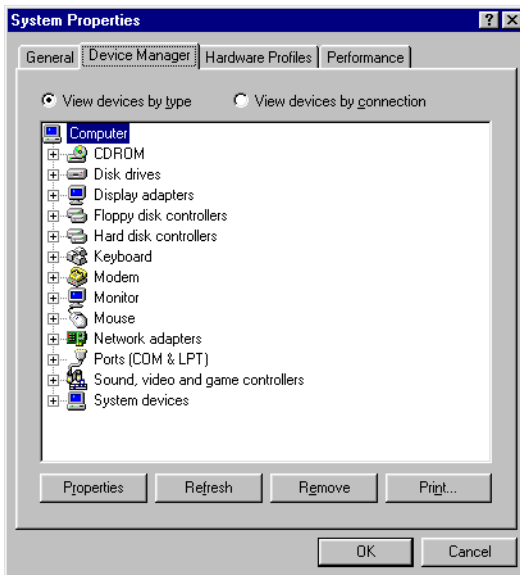 System Properties
General Device Manager Hardware Profiles Performance
View devices by type View devices by connection
Computer
CDROM
Disk drives
Display adapters
Floppy disk controllers
Hard disk controllers
Keyboard
Modem
Monitor
Mouse
Network adapters
Ports (COM & LPT)
Sound, video and game controllers
System devices
Properties Refresh Remove Print...
OK Cancel